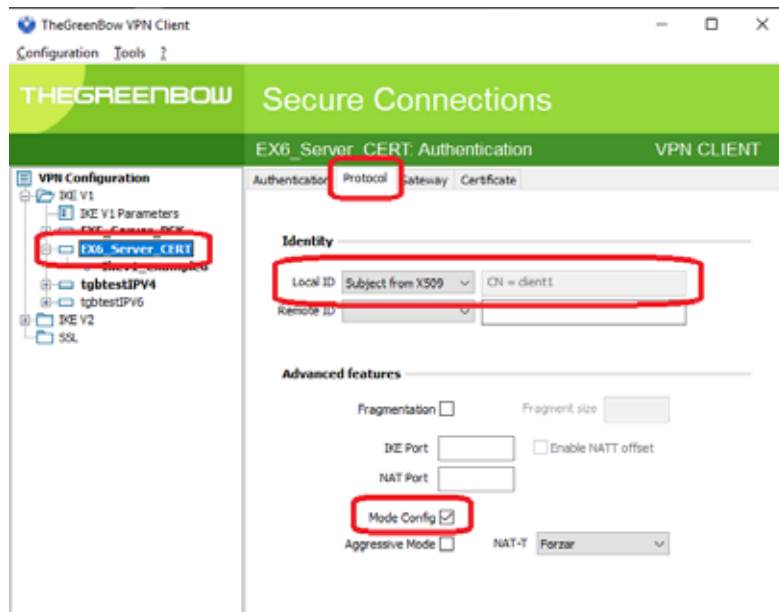 TheGreenBow VPN Client
Configuration Tools ?
THEGREENBOW
Secure Connections
EX6_Server_CERT: Authentication VPN CLIENT
VPN Configuration
IKE V1
IKE V1 Parameters
EX6_Server_CERT
tgbtestIPV4
tgbtestIPV6
IKE V2
SSL
Authentication Protocol Gateway Certificate
Identity
Local ID Subject from X509 CN = client1
Remote ID
Advanced features
Fragmentation Fragment size
IKE Port Enable NATT offset
NAT Port
Mode Config
Aggressive Mode NAT-T Forzar